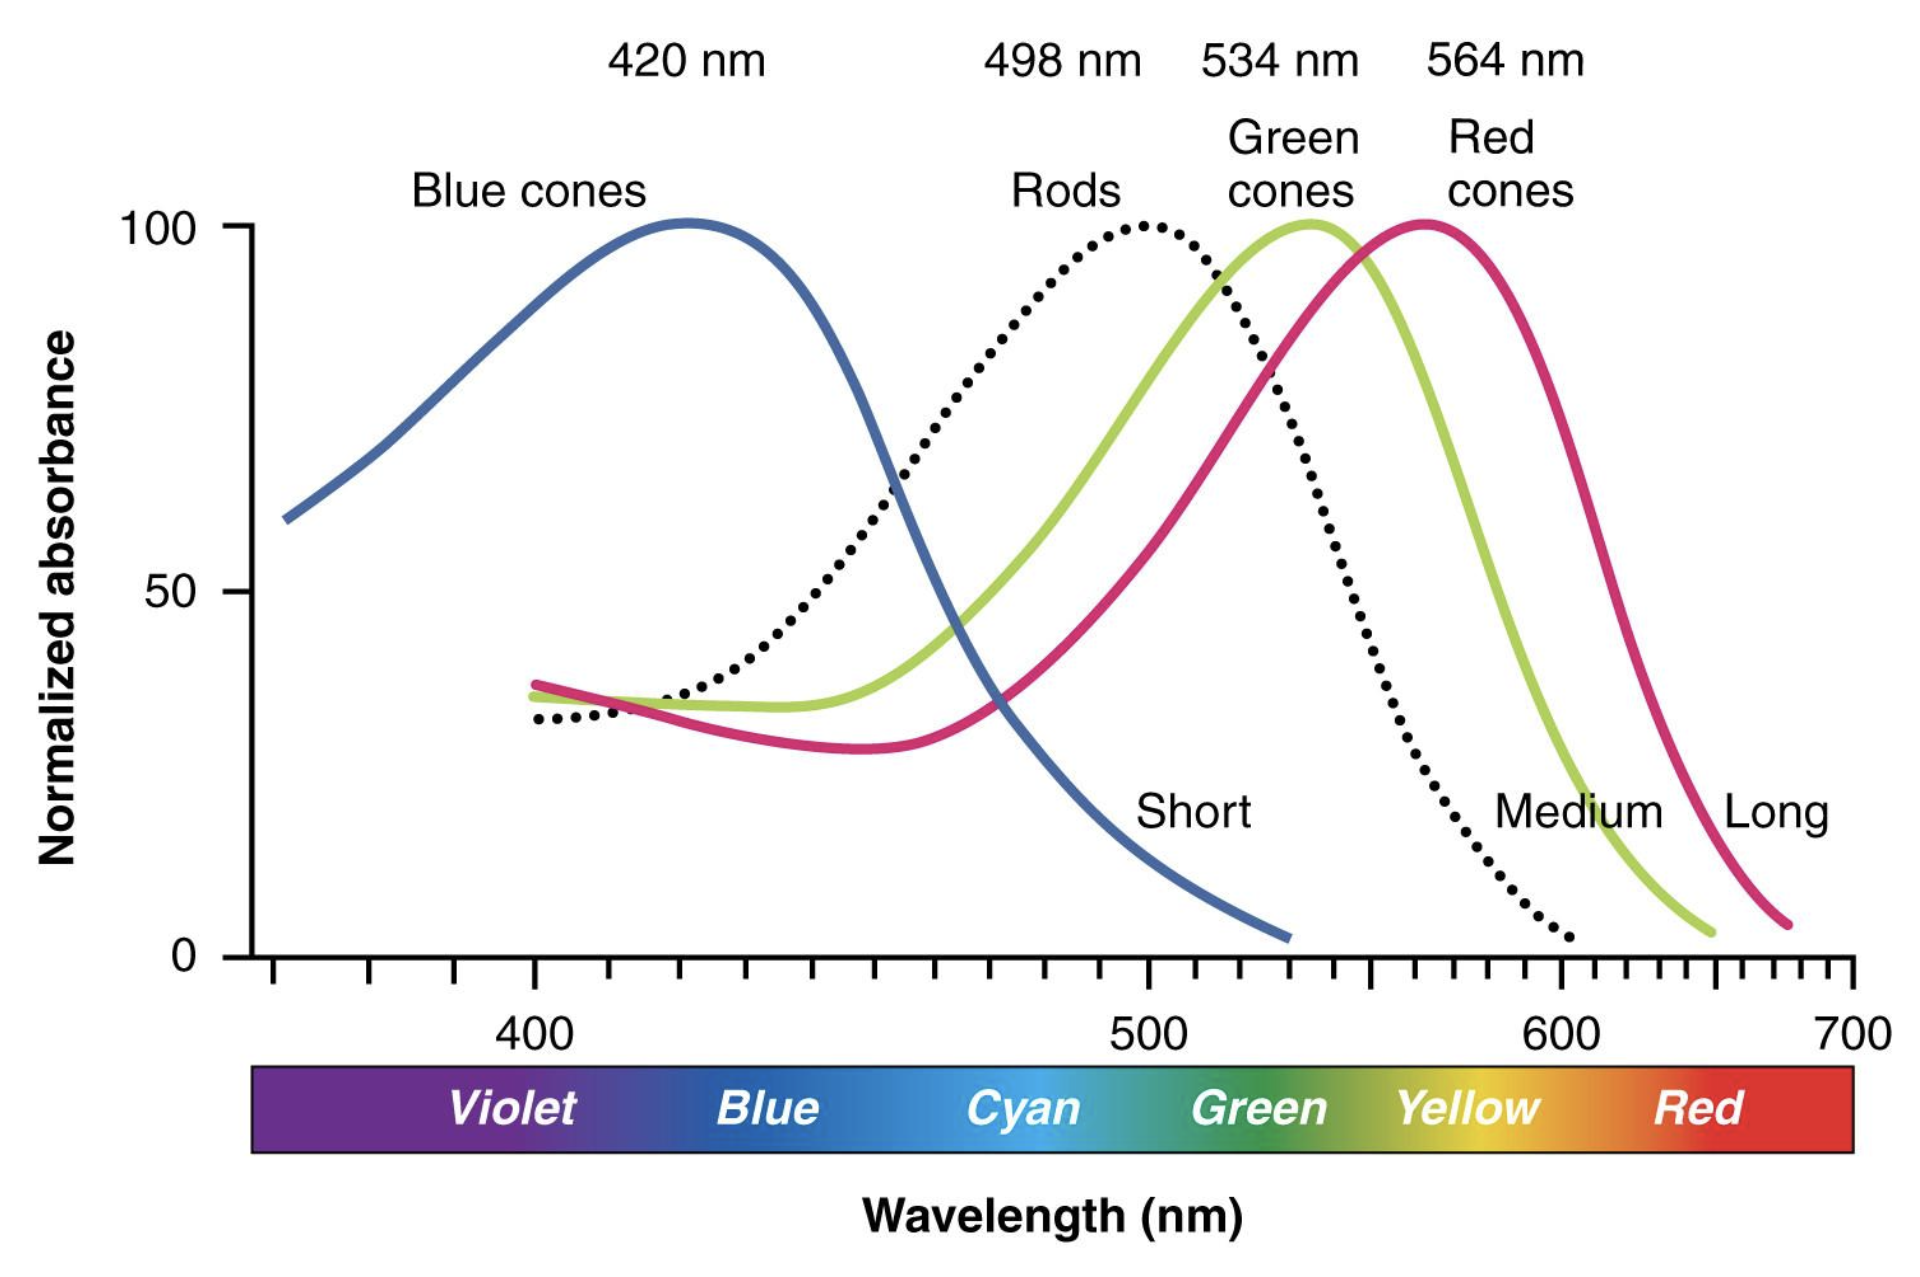 420 nm 498 nm 534 nm 564 nm
Green Red
Blue cones Rods cones cones
100
50
0
Normalized absorbance
Short Medium Long
400 500 600 700
Violet Blue Cyan Green Yellow Red
Wavelength (nm)